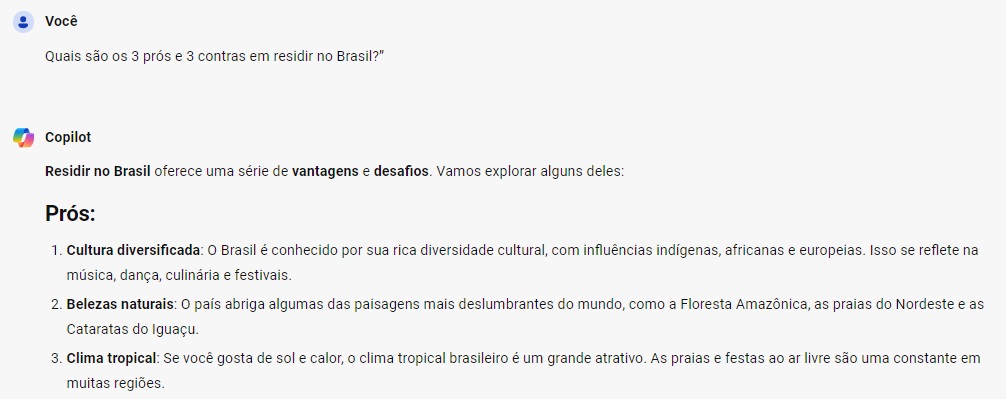 Você
Quais são os 3 prós e 3 contras em residir no Brasil?”
Copilot
Residir no Brasil oferece uma série de vantagens e desafios. Vamos explorar alguns deles:
Prós:
1. Cultura diversificada: O Brasil é conhecido por sua rica diversidade cultural, com influências indígenas, africanas e europeias. Isso se reflete na
música, dança, culinária e festivais.
2. Belezas naturais: O país abriga algumas das paisagens mais deslumbrantes do mundo, como a Floresta Amazônica, as praias do Nordeste e as
Cataratas do Iguaçu.
3. Clima tropical: Se você gosta de sol e calor, o clima tropical brasileiro é um grande atrativo. As praias e festas ao ar livre são uma constante em
muitas regiões.